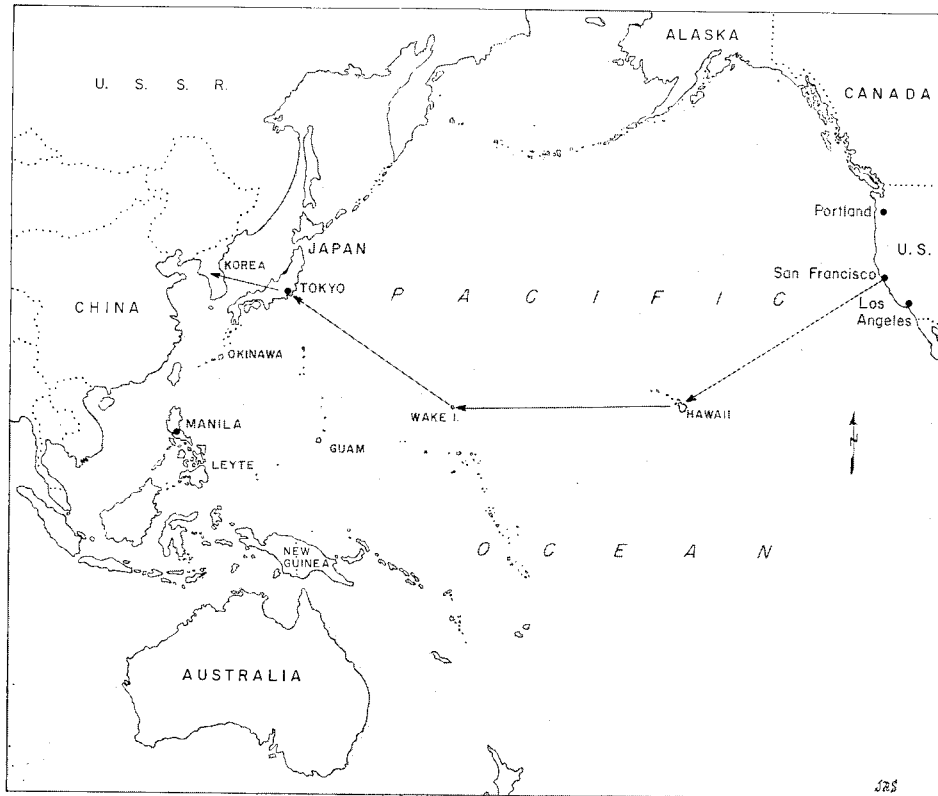 ALASKA
U. S. S. R.
CANADA
Portland
U.S.
JAPAN
KOREA
San Francisco
TOKYO
P A C I F I C
CHINA
Los
Angeles
OKINAWA
WAKE I.
HAWAII
MANILA
GUAM
LEYTE
N
O C E A N
NEW
GUINEA
AUSTRALIA